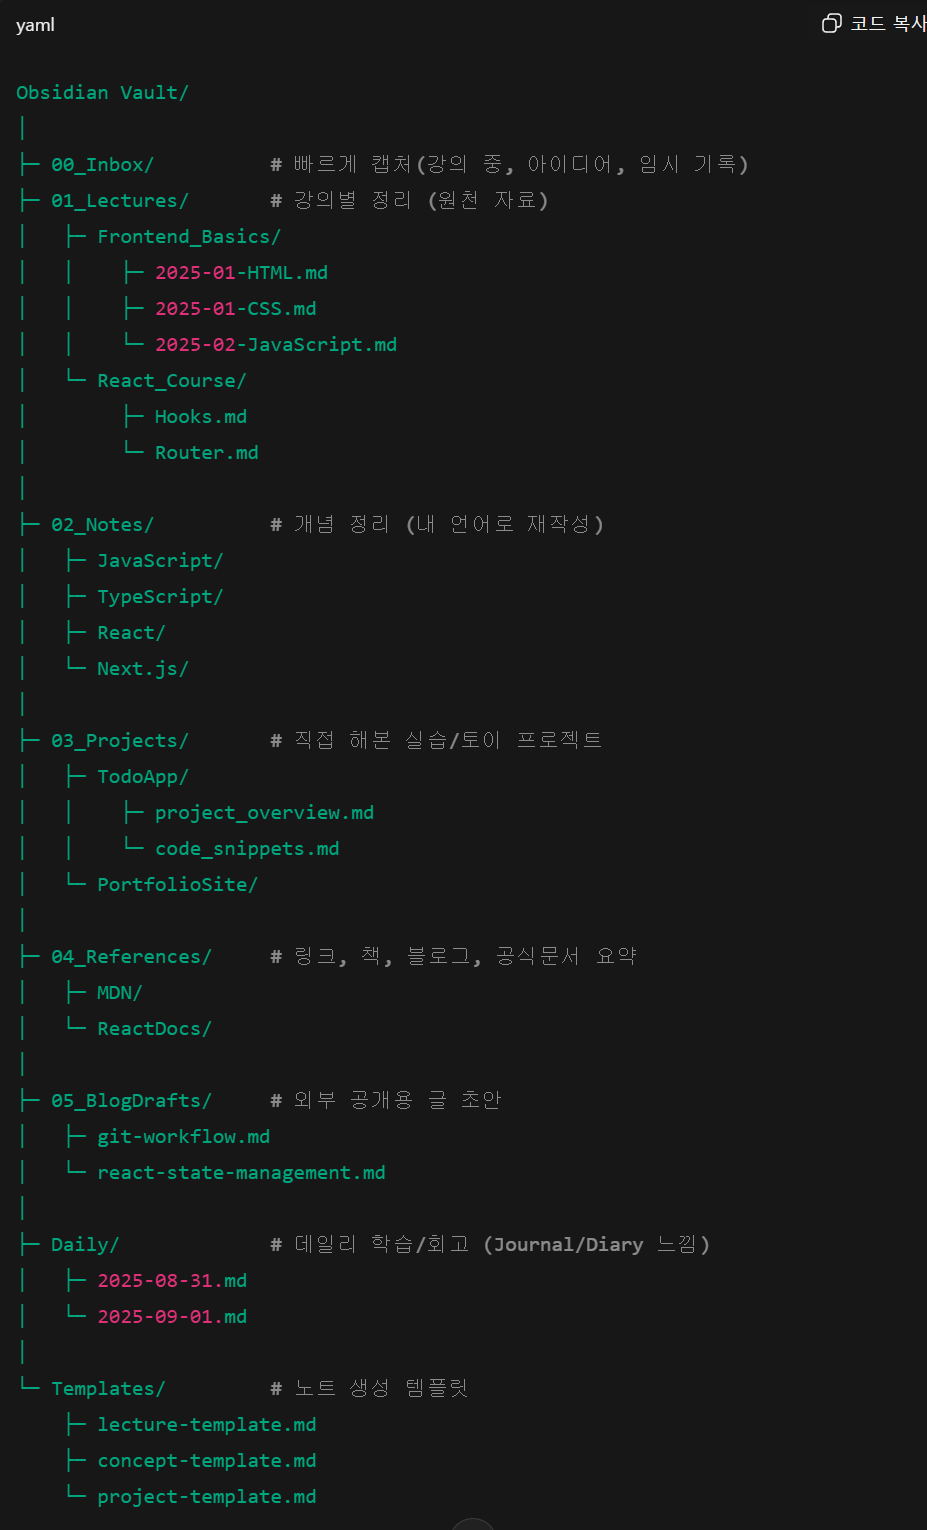 yaml
코드 복사
Obsidian Vault/
│
├─ 00_Inbox/          # 빠르게 캡처(강의 중, 아이디어, 임시 기록)
├─ 01_Lectures/       # 강의별 정리 (원천 자료)
│   ├─ Frontend_Basics/
│   │    ├─ 2025-01-HTML.md
│   │    ├─ 2025-01-CSS.md
│   │    └─ 2025-02-JavaScript.md
│   └─ React_Course/
│        ├─ Hooks.md
│        └─ Router.md
│
├─ 02_Notes/          # 개념 정리 (내 언어로 재작성)
│   ├─ JavaScript/
│   ├─ TypeScript/
│   ├─ React/
│   └─ Next.js/
│
├─ 03_Projects/       # 직접 해본 실습/토이 프로젝트
│   ├─ TodoApp/
│   │    ├─ project_overview.md
│   │    └─ code_snippets.md
│   └─ PortfolioSite/
│
├─ 04_References/     # 링크, 책, 블로그, 공식문서 요약
│   ├─ MDN/
│   └─ ReactDocs/
│
├─ 05_BlogDrafts/     # 외부 공개용 글 초안
│   ├─ git-workflow.md
│   └─ react-state-management.md
│
├─ Daily/             # 데일리 학습/회고 (Journal/Diary 느낌)
│   ├─ 2025-08-31.md
│   └─ 2025-09-01.md
│
└─ Templates/         # 노트 생성 템플릿
    ├─ lecture-template.md
    ├─ concept-template.md
    └─ project-template.md